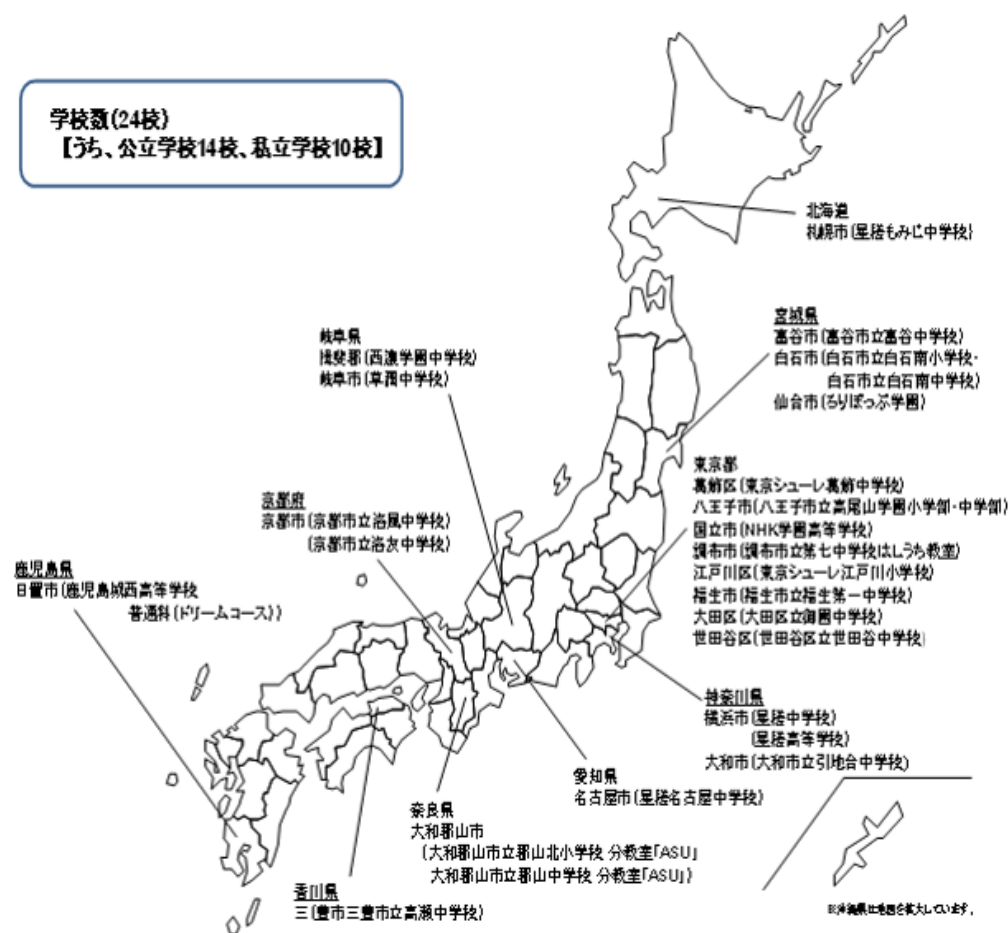 学校数(24校)
【うち、公立学校14校、私立学校10校】
北海道
札幌市(星槎もみじ中学校)
宮城県
富谷市(富谷市立富谷中学校)
白石市(白石市立白石南小学校・
白石市立白石南中学校)
仙台市(ろりぽっぷ学園)
岐阜県
揖斐郡(西濃学園中学校)
岐阜市(草潤中学校)
東京都
葛飾区(東京シューレ葛飾中学校)
八王子市(八王子市立高尾山学園小学部・中学部)
国立市(NHK学園高等学校)
調布市(調布市立第七中学校はしうち教室)
江戸川区(東京シューレ江戸川小学校)
福生市(福生市立福生第一中学校)
大田区(大田区立御園中学校)
世田谷区(世田谷区立世田谷中学校)
京都府
京都市(京都市立洛風中学校)
(京都市立洛友中学校)
鹿児島県
日置市(鹿児島城西高等学校
普通科(ドリームコース))
神奈川県
横浜市(星槎中学校)
(星槎高等学校)
大和市(大和市立引地台中学校)
愛知県
名古屋市(星槎名古屋中学校)
奈良県
大和郡山市
(大和郡山市立郡山北小学校 分教室「ASU」
大和郡山市立郡山中学校 分教室「ASU」)
香川県
三(豊市三豊市立高瀬中学校)
※沖縄県は地図を拡大しています。